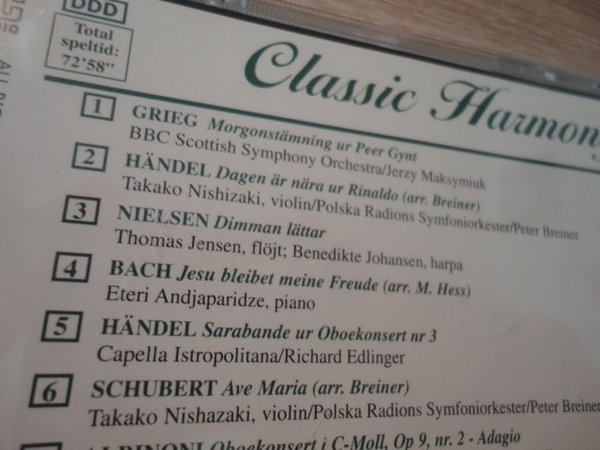 DDD
Total
speltid:
72'58"
Classic Harmony
1 GRIEG Morgonstämning ur Peer Gynt
BBC Scottish Symphony Orchestra/Jerzy Maksymiuk
2 HÄNDEL Dagen är nära ur Rinaldo (arr. Breiner)
Takako Nishizaki, violin/Polska Radions Symfoniorkester/Peter Breiner
3 NIELSEN Dimman lättar
Thomas Jensen, flöjt; Benedikte Johansen, harpa
4 BACH Jesu bleibet meine Freude (arr. M. Hess)
Eteri Andjaparidze, piano
5 HÄNDEL Sarabande ur Oboekonsert nr 3
Capella Istropolitana/Richard Edlinger
6 SCHUBERT Ave Maria (arr. Breiner)
Takako Nishazaki, violin/Polska Radions Symfoniorkester/Peter Breiner
ALBINONI Oboekonsert i C-Moll, Op 9, nr. 2 - Adagio